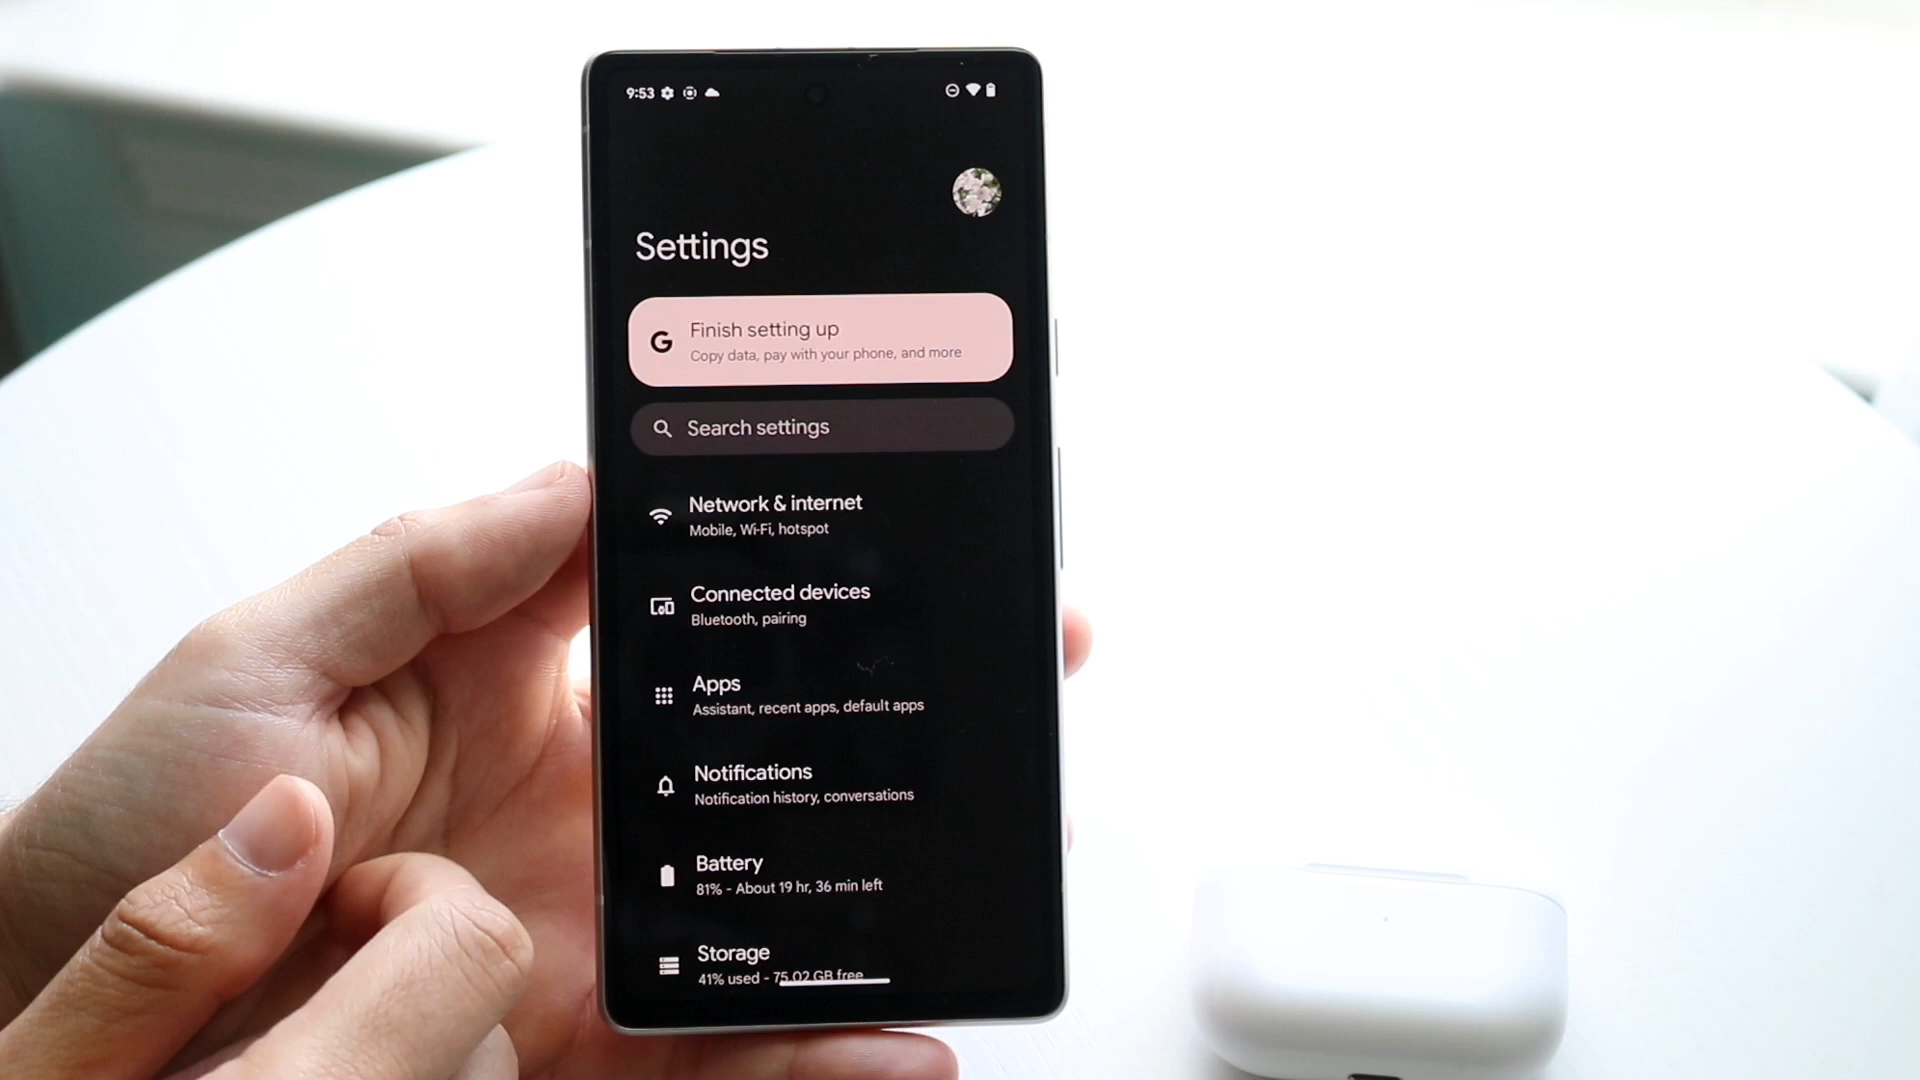 9:53
Settings
G Finish setting up
Copy data, pay with your phone, and more
Search settings
Network & internet
Mobile, Wi-Fi, hotspot
Connected devices
Bluetooth, pairing
Apps
Assistant, recent apps, default apps
Notifications
Notification history, conversations
Battery
81% - About 19 hr, 36 min left
Storage
41% used - 75.02 GB free